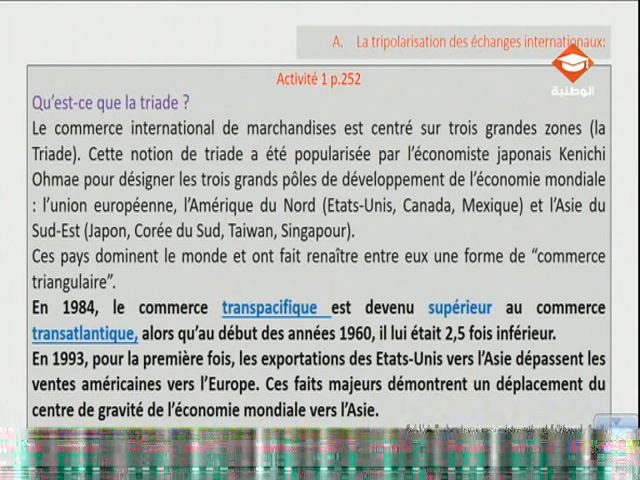 A. La tripolarisation des échanges internationaux:
الوطنية
Activité 1 p.252
Qu'est-ce que la triade ?
Le commerce international de marchandises est centré sur trois grandes zones (la
Triade). Cette notion de triade a été popularisée par l'économiste japonais Kenichi
Ohmae pour désigner les trois grands pôles de développement de l'économie mondiale
: l'union européenne, l'Amérique du Nord (Etats-Unis, Canada, Mexique) et l'Asie du
Sud-Est (Japon, Corée du Sud, Taiwan, Singapour).
Ces pays dominent le monde et ont fait renaître entre eux une forme de “commerce
triangulaire”.
En 1984, le commerce transpacifique est devenu supérieur au commerce
transatlantique, alors qu'au début des années 1960, il lui était 2,5 fois inférieur.
En 1993, pour la première fois, les exportations des Etats-Unis vers l'Asie dépassent les
ventes américaines vers l'Europe. Ces faits majeurs démontrent un déplacement du
centre de gravité de l'économie mondiale vers l'Asie.